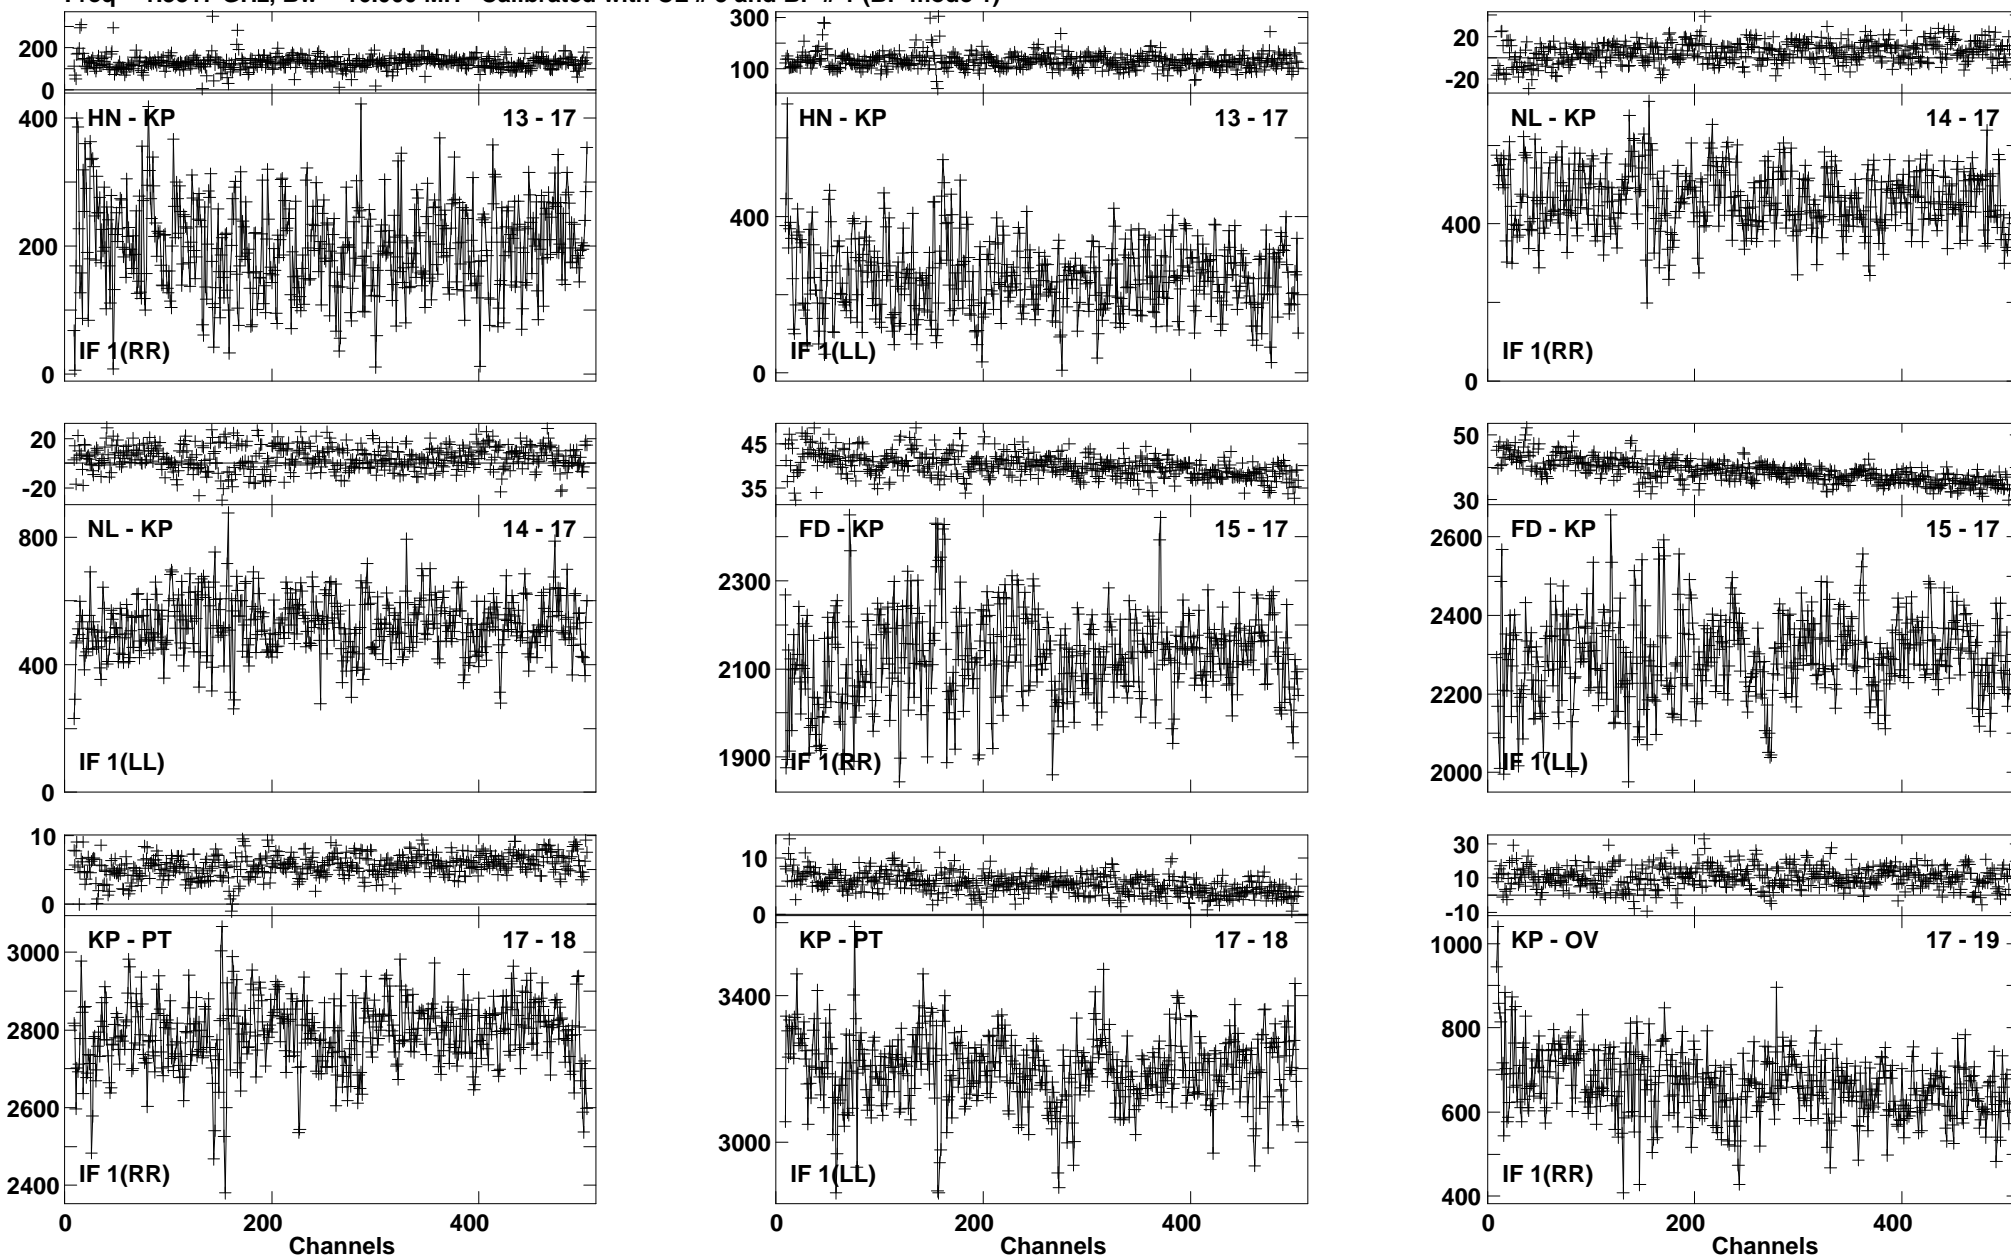 200
0
HN - KP 13 - 17
400
200
0
IF 1(RR)
300
100
HN - KP 13 - 17
400
0
IF 1(LL)
20
-20
NL - KP 14 - 17
400
0
IF 1(RR)
20
-20
NL - KP 14 - 17
800
400
0
IF 1(LL)
45
35
FD - KP 15 - 17
2300
2100
1900
IF 1(RR)
50
30
FD - KP 15 - 17
2600
2400
2200
2000
IF 1(LL)
10
0
KP - PT 17 - 18
3000
2800
2600
2400
IF 1(RR)
0 200 400
Channels
10
0
KP - PT 17 - 18
3400
3000
IF 1(LL)
0 200 400
Channels
30
10
-10
KP - OV 17 - 19
1000
800
600
400
IF 1(RR)
0 200 400
Channels